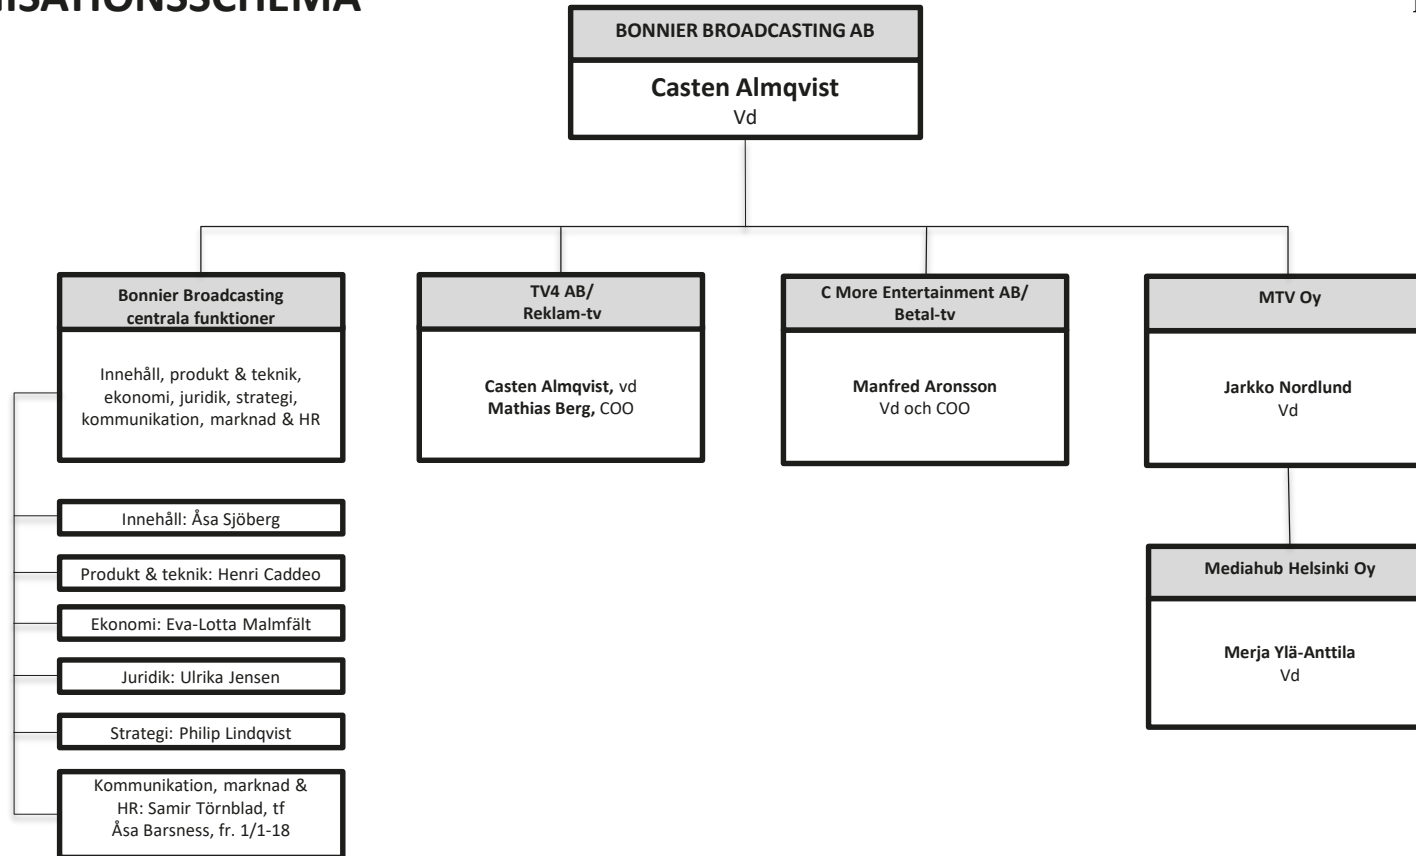 ISATIONSSCHEMA
BONNIER BROADCASTING AB
Casten Almqvist
Vd
Bonnier Broadcasting
centrala funktioner
Innehåll, produkt & teknik,
ekonomi, juridik, strategi,
kommunikation, marknad & HR
Innehåll: Åsa Sjöberg
Produkt & teknik: Henri Caddeo
Ekonomi: Eva-Lotta Malmfält
Juridik: Ulrika Jensen
Strategi: Philip Lindqvist
Kommunikation, marknad &
HR: Samir Törnblad, tf
Åsa Barsness, fr. 1/1-18
TV4 AB/
Reklam-tv
Casten Almqvist, vd
Mathias Berg, COO
C More Entertainment AB/
Betal-tv
Manfred Aronsson
Vd och COO
MTV Oy
Jarkko Nordlund
Vd
Mediahub Helsinki Oy
Merja Ylä-Anttila
Vd